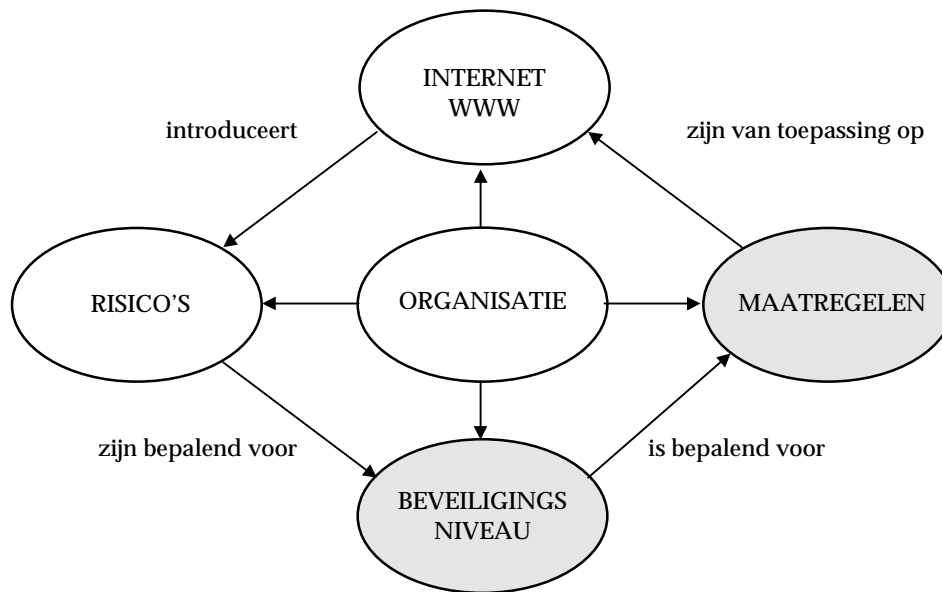 INTERNET
WWW
introduceert
zijn van toepassing op
RISICO’S
ORGANISATIE
MAATREGELEN
zijn bepalend voor
is bepalend voor
BEVEILIGINGS
NIVEAU